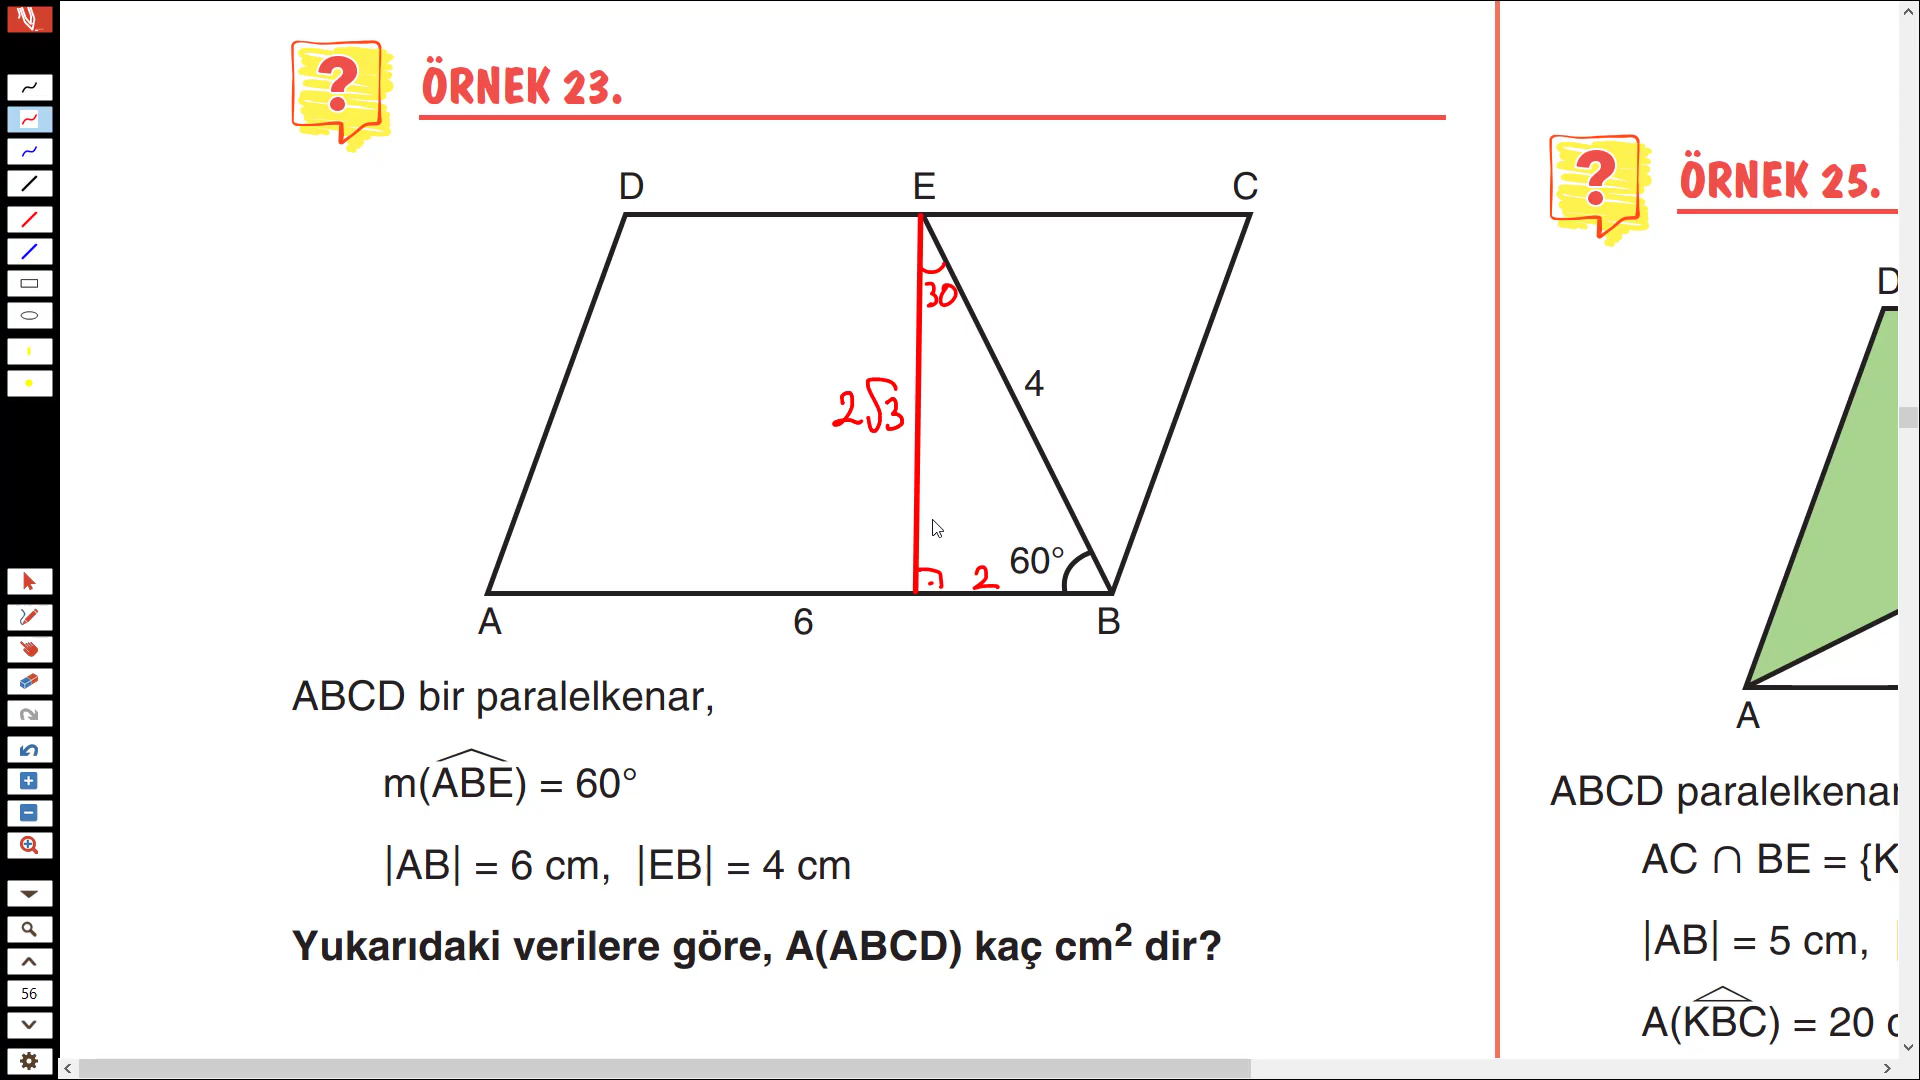 ? ÖRNEK 23.
D E C
30
4
2√3
60°
2
A 6 B
ABCD bir paralelkenar,
m(ABE) = 60°
|AB| = 6 cm, |EB| = 4 cm
Yukarıdaki verilere göre, A(ABCD) kaç cm² dir?
? ÖRNEK 25.
D
A
ABCD paralelkenar
AC ∩ BE = {K
|AB| = 5 cm,
A(KBC) = 20 c
56